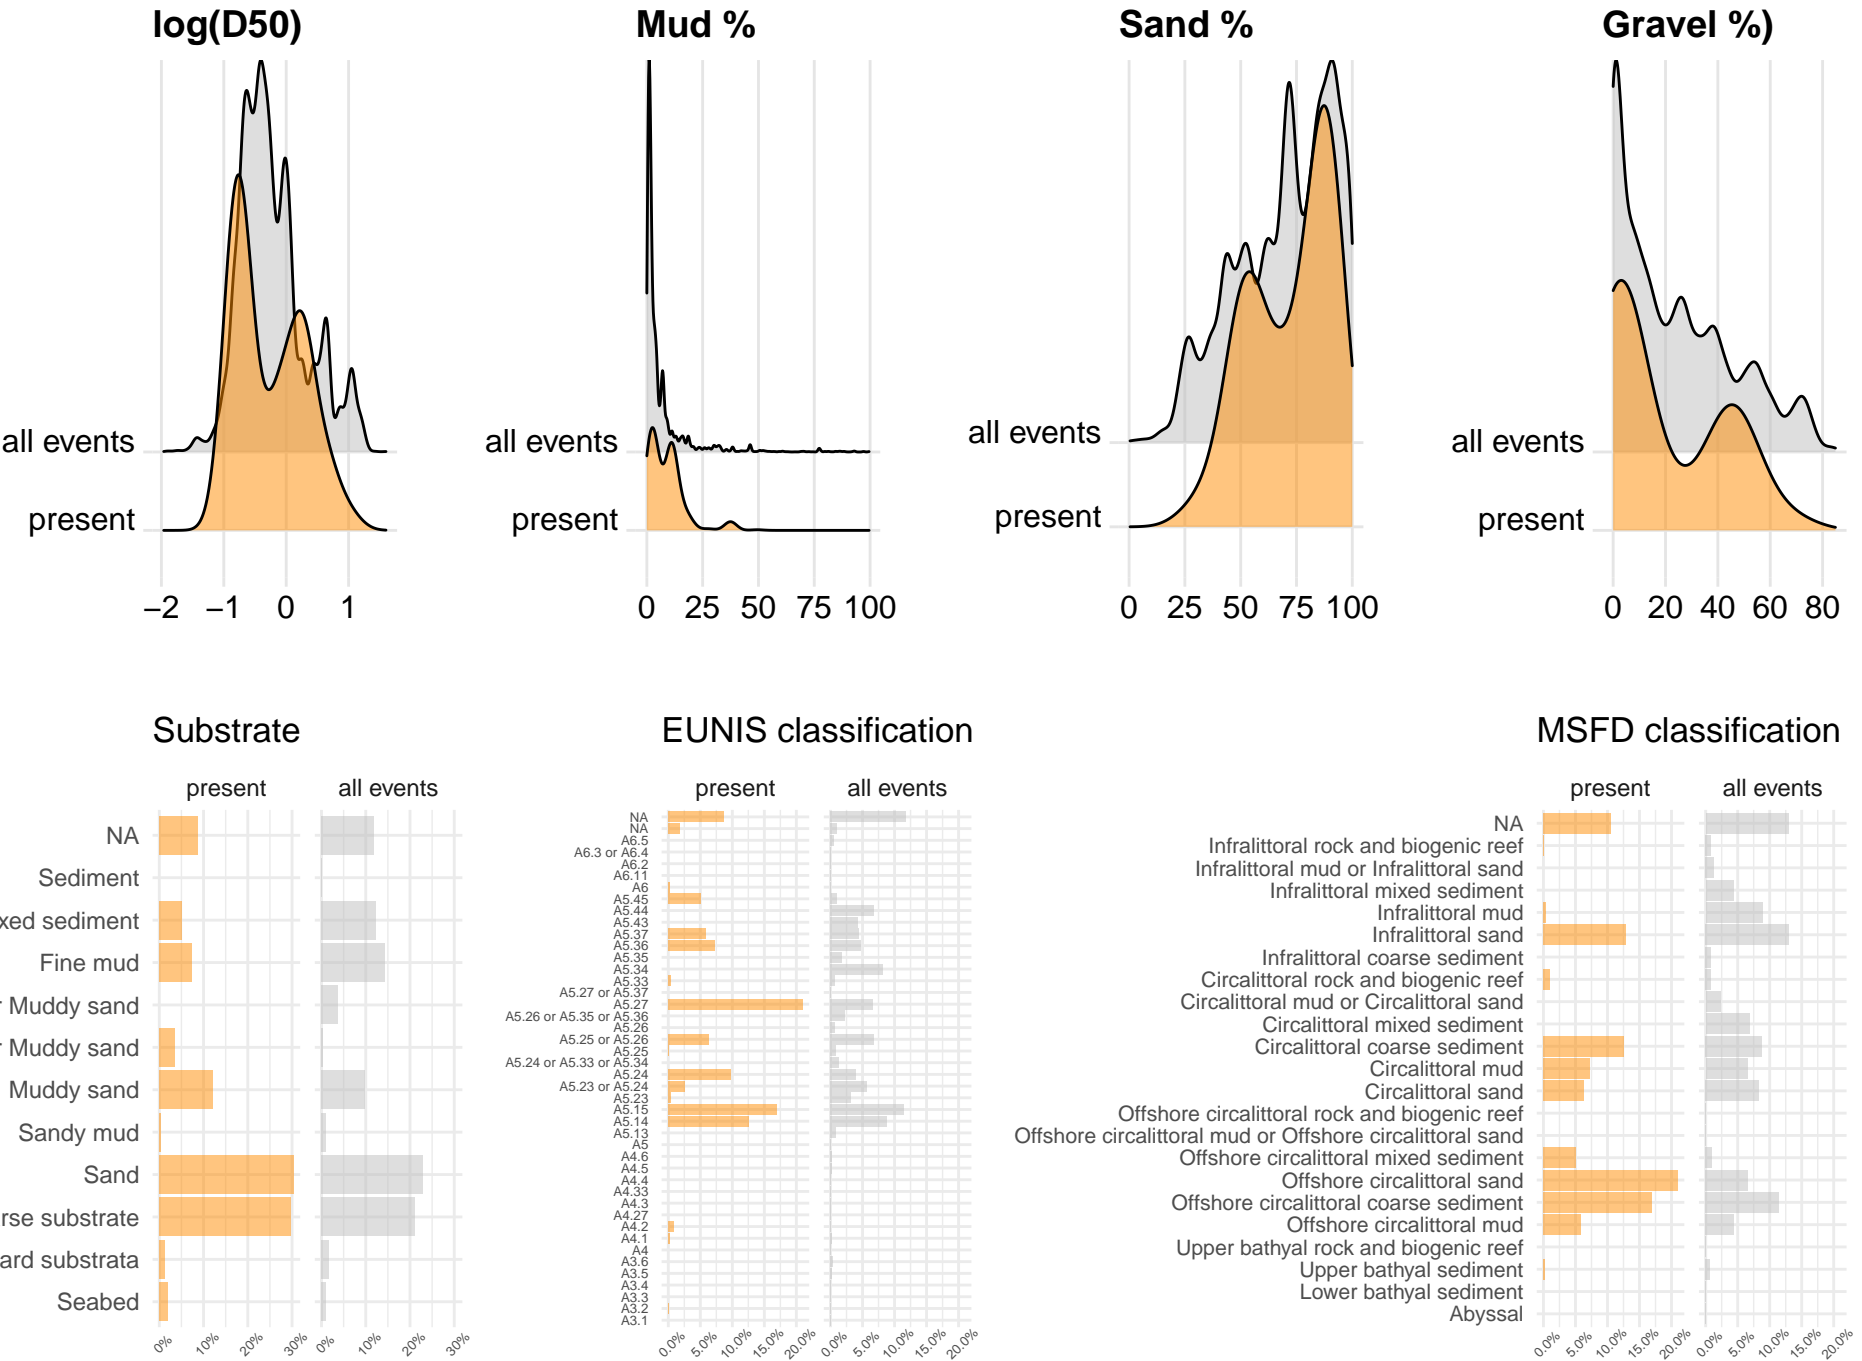 log(D50) Mud % Sand % Gravel %)
all events all events all events all events
present present present present
−2 −1 0 1 0 25 50 75 100 0 25 50 75 100 0 20 40 60 80
Substrate
present all events
NA
Sediment
xed sediment
Fine mud
r Muddy sand
r Muddy sand
Muddy sand
Sandy mud
Sand
rse substrate
ard substrata
Seabed
0% 10% 20% 30% 0% 10% 20% 30%
EUNIS classification
present all events
NA
NA
A6.5
A6.3 or A6.4
A6.2
A6.11
A6
A5.45
A5.44
A5.43
A5.37
A5.36
A5.35
A5.34
A5.33
A5.27 or A5.37
A5.27
A5.26 or A5.35 or A5.36
A5.26
A5.25 or A5.26
A5.25
A5.24 or A5.33 or A5.34
A5.24
A5.23 or A5.24
A5.23
A5.15
A5.14
A5.13
A5
A4.6
A4.5
A4.4
A4.33
A4.3
A4.27
A4.2
A4.1
A4
A3.6
A3.5
A3.4
A3.3
A3.2
A3.1
0.0% 5.0% 10.0% 15.0% 20.0% 0.0% 5.0% 10.0% 15.0% 20.0%
MSFD classification
present all events
NA
Infralittoral rock and biogenic reef
Infralittoral mud or Infralittoral sand
Infralittoral mixed sediment
Infralittoral mud
Infralittoral sand
Infralittoral coarse sediment
Circalittoral rock and biogenic reef
Circalittoral mud or Circalittoral sand
Circalittoral mixed sediment
Circalittoral coarse sediment
Circalittoral mud
Circalittoral sand
Offshore circalittoral rock and biogenic reef
Offshore circalittoral mud or Offshore circalittoral sand
Offshore circalittoral mixed sediment
Offshore circalittoral sand
Offshore circalittoral coarse sediment
Offshore circalittoral mud
Upper bathyal rock and biogenic reef
Upper bathyal sediment
Lower bathyal sediment
Abyssal
0.0% 5.0% 10.0% 15.0% 20.0% 0.0% 5.0% 10.0% 15.0% 20.0%